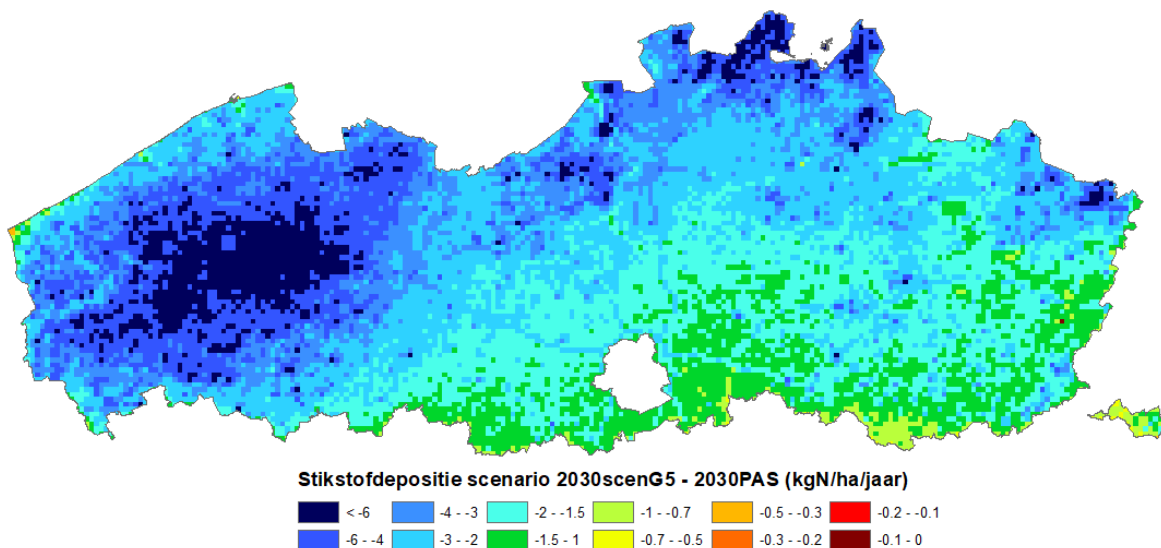 Stikstofdepositie scenario 2030scenG5 - 2030PAS (kgN/ha/jaar)
< -6 -4 - -3 -2 - -1.5 -1 - -0.7 -0.5 - -0.3 -0.2 - -0.1
-6 - -4 -3 - -2 -1.5 - 1 -0.7 - -0.5 -0.3 - -0.2 -0.1 - 0